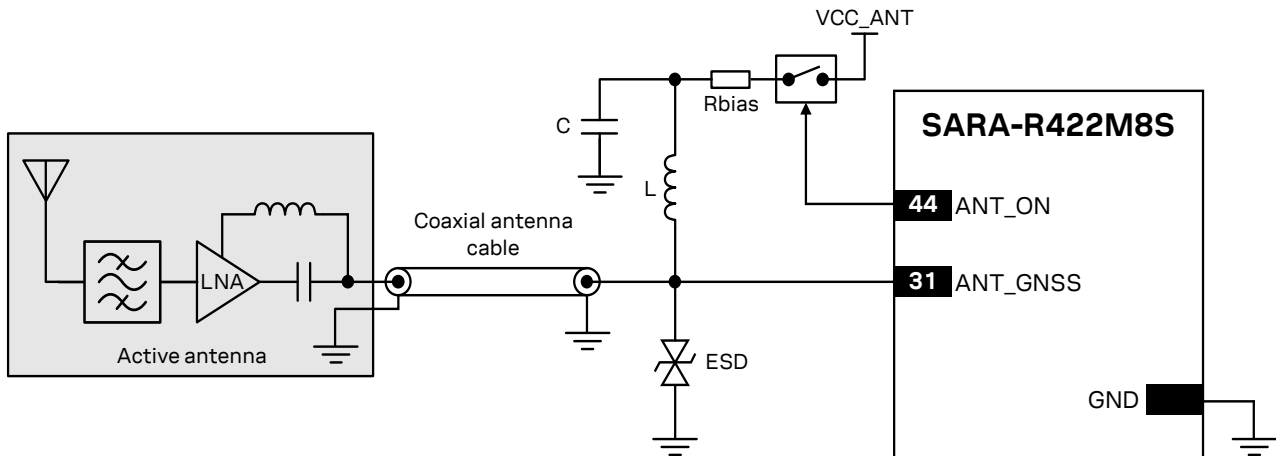 VCC_ANT
Rbias
C
SARA-R422M8S
L
44 ANT_ON
Coaxial antenna
cable
LNA
31 ANT_GNSS
Active antenna
ESD
GND